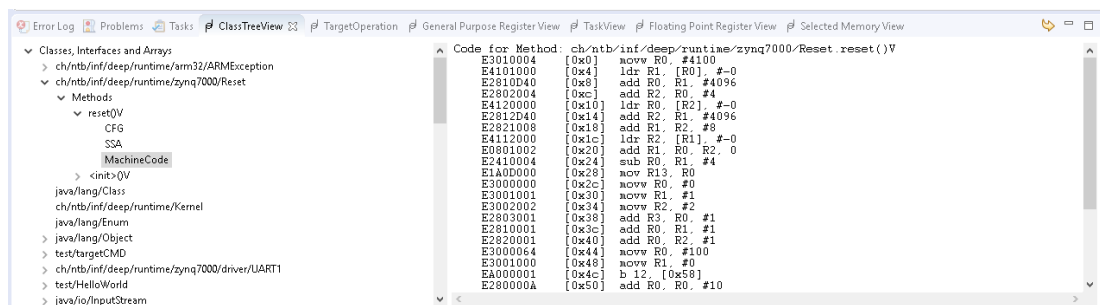 Error Log Problems Tasks ClassTreeView TargetOperation General Purpose Register View TaskView Floating Point Register View Selected Memory View
Classes, Interfaces and Arrays
ch/ntb/inf/deep/runtime/arm32/ARMException
ch/ntb/inf/deep/runtime/zynq7000/Reset
Methods
reset()V
CFG
SSA
MachineCode
<init>()V
java/lang/Class
ch/ntb/inf/deep/runtime/Kernel
java/lang/Enum
java/lang/Object
test/targetCMD
ch/ntb/inf/deep/runtime/zynq7000/driver/UART1
test/HelloWorld
java/io/InputStream
Code for Method: ch/ntb/inf/deep/runtime/zynq7000/Reset.reset()V
E3010004 [0x0] movw R0, #4100
E4101000 [0x4] ldr R1, [R0], #-0
E2810D40 [0x8] add R0, R1, #4096
E2802004 [0xc] add R2, R0, #4
E4120000 [0x10] ldr R0, [R2], #-0
E2812D40 [0x14] add R2, R1, #4096
E2821008 [0x18] add R1, R2, #8
E4112000 [0x1c] ldr R2, [R1], #-0
E0801002 [0x20] add R1, R0, R2, 0
E2410004 [0x24] sub R0, R1, #4
E1A0D000 [0x28] mov R13, R0
E3000000 [0x2c] movw R0, #0
E3001001 [0x30] movw R1, #1
E3002002 [0x34] movw R2, #2
E2803001 [0x38] add R3, R0, #1
E2810001 [0x3c] add R0, R1, #1
E2820001 [0x40] add R0, R2, #1
E3000064 [0x44] movw R0, #100
E3001000 [0x48] movw R1, #0
EA000001 [0x4c] b 12, [0x58]
E280000A [0x50] add R0, R0, #10